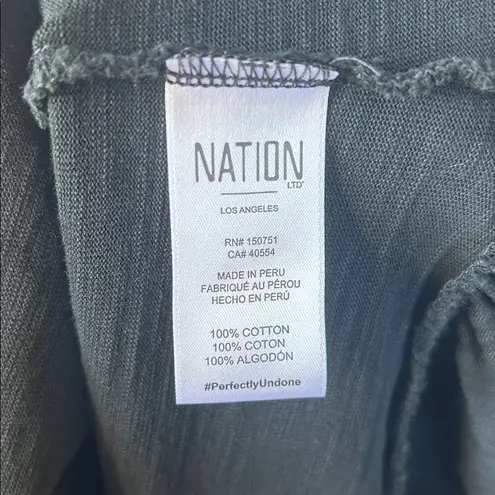 NATION
LTD™
LOS ANGELES
RN# 150751
CA# 40554
MADE IN PERU
FABRIQUÉ AU PÉROU
HECHO EN PERÚ
100% COTTON
100% COTON
100% ALGODÓN
#PerfectlyUndone